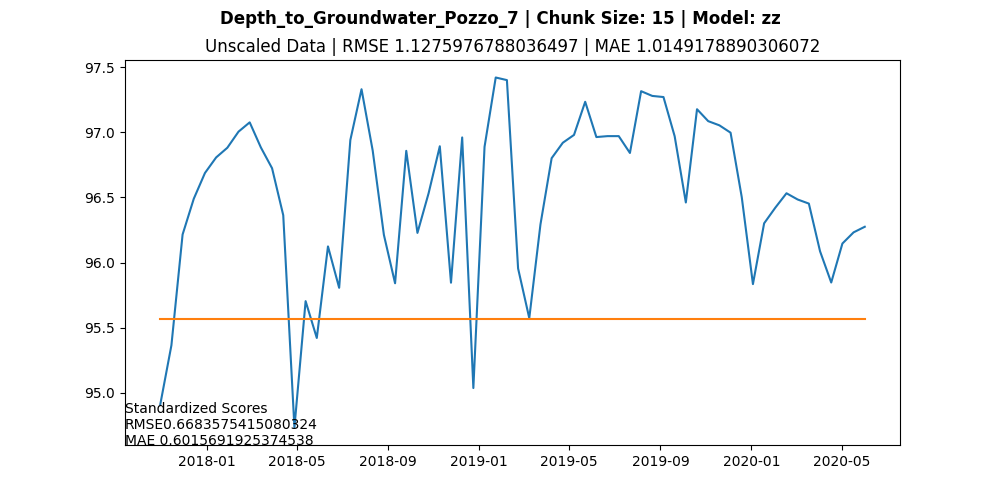 Depth_to_Groundwater_Pozzo_7 | Chunk Size: 15 | Model: zz
Unscaled Data | RMSE 1.1275976788036497 | MAE 1.0149178890306072
97.5
97.0
96.5
96.0
95.5
95.0
Standardized Scores
RMSE0.6683575415080324
MAE 0.6015691925374538
2018-01 2018-05 2018-09 2019-01 2019-05 2019-09 2020-01 2020-05